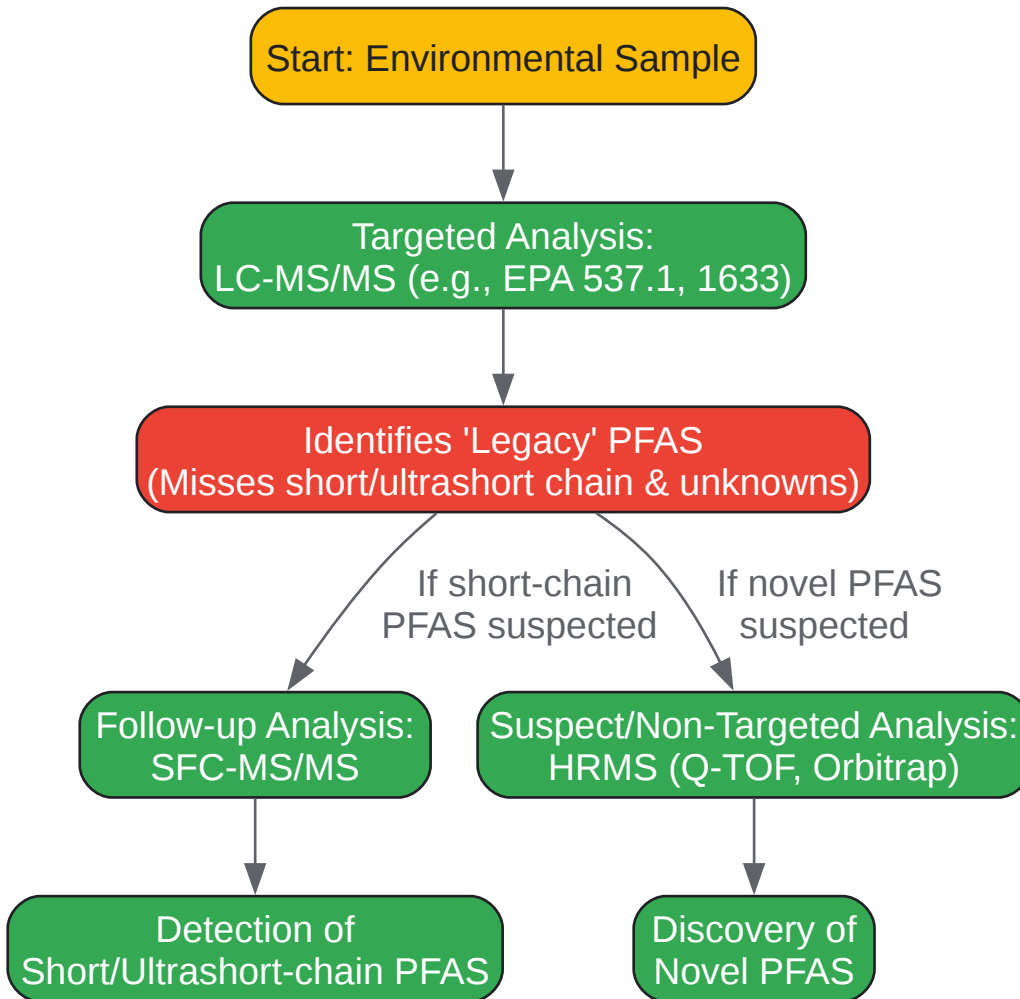 Start: Environmental Sample
Targeted Analysis:
LC-MS/MS (e.g., EPA 537.1, 1633)
Identifies 'Legacy' PFAS
(Misses short/ultrashort chain & unknowns)
If short-chain
PFAS suspected
If novel PFAS
suspected
Follow-up Analysis:
SFC-MS/MS
Suspect/Non-Targeted Analysis:
HRMS (Q-TOF, Orbitrap)
Detection of
Short/Ultrashort-chain PFAS
Discovery of
Novel PFAS